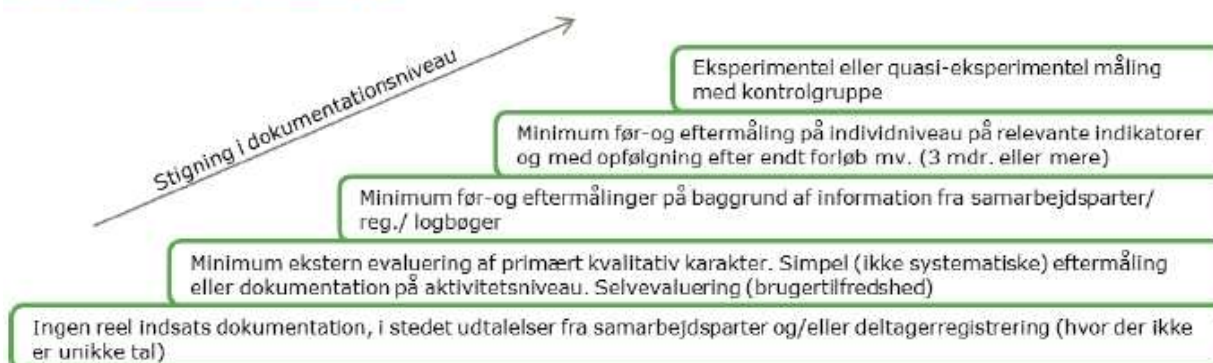 Stigning i dokumentationsniveau
Eksperimentel eller quasi-eksperimentel måling
med kontrolgruppe
Minimum før-og eftermåling på individniveau på relevante indikatorer
og med opfølgning efter endt forløb mv. (3 mdr. eller mere)
Minimum før-og eftermålinger på baggrund af information fra samarbejdsparter/
reg./ logbøger
Minimum ekstern evaluering af primært kvalitativ karakter. Simpel (ikke systematiske) eftermåling
eller dokumentation på aktivitetsniveau. Selvevaluering (brugertilfredshed)
Ingen reel indsats dokumentation, i stedet udtalelser fra samarbejdsparter og/eller deltagerregistrering (hvor der ikke
er unikke tal)